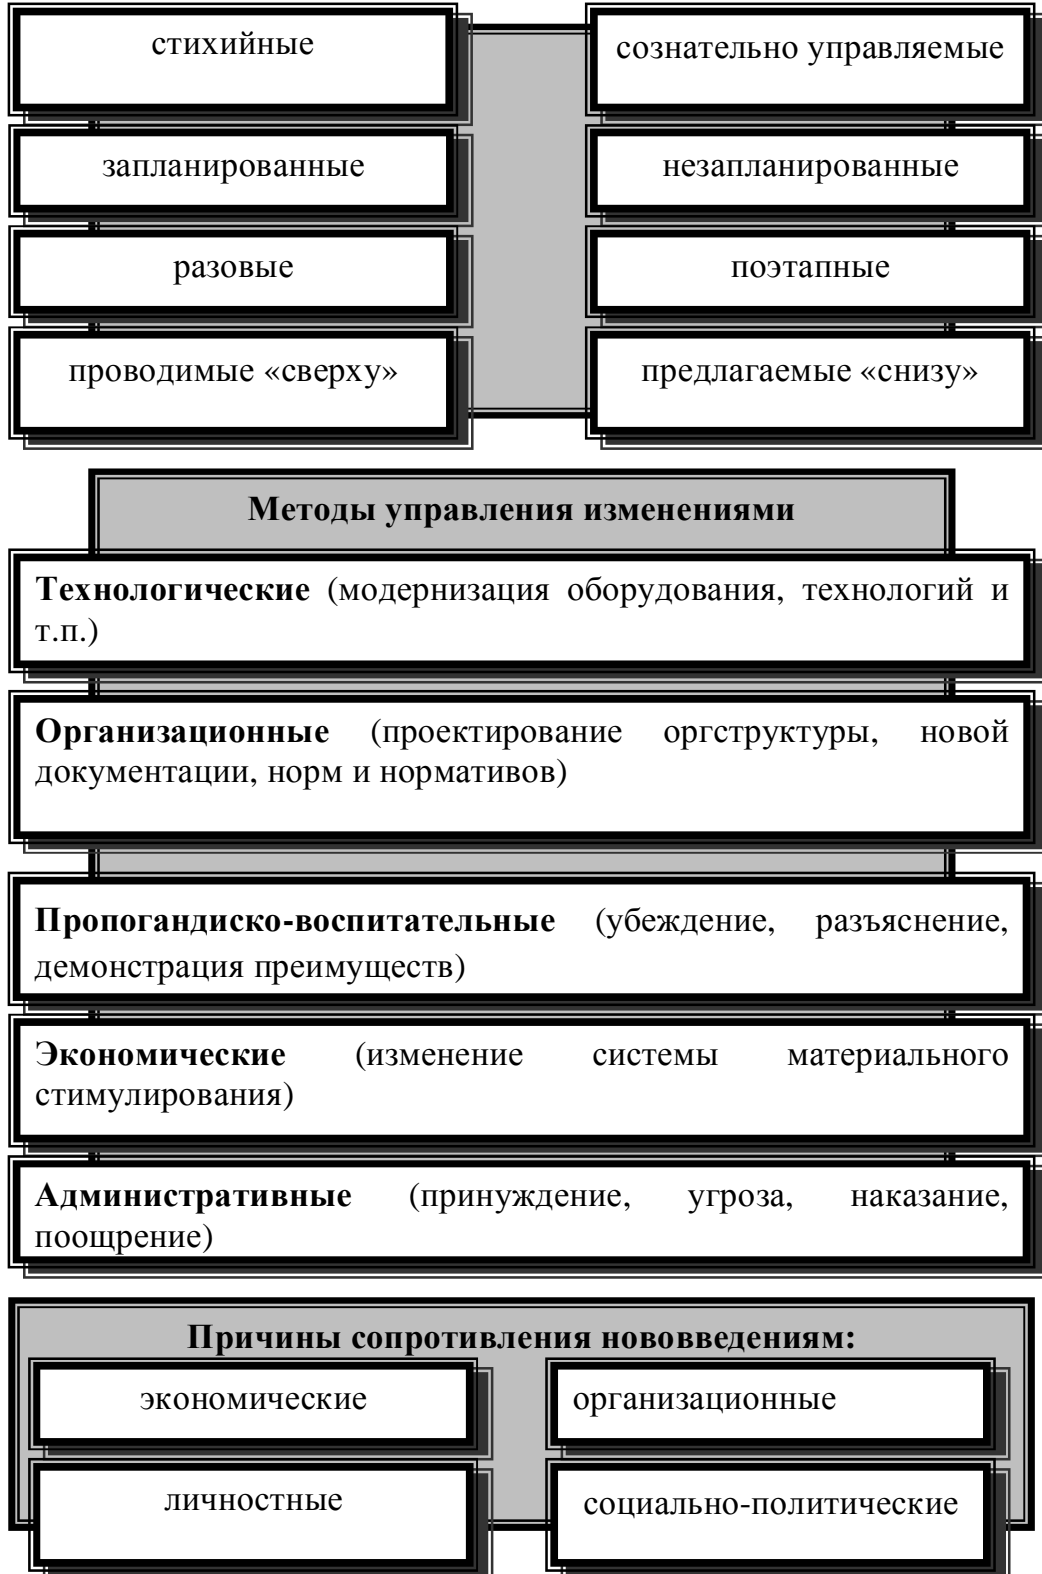 стихийные
сознательно управляемые
запланированные
незапланированные
разовые
поэтапные
проводимые «сверху»
предлагаемые «снизу»
Методы управления изменениями
Технологические (модернизация оборудования, технологий и
т.п.)
Организационные (проектирование оргструктуры, новой
документации, норм и нормативов)
Пропогандиско-воспитательные (убеждение, разъяснение,
демонстрация преимуществ)
Экономические (изменение системы материального
стимулирования)
Административные (принуждение, угроза, наказание,
поощрение)
Причины сопротивления нововведениям:
экономические
организационные
личностные
социально-политические